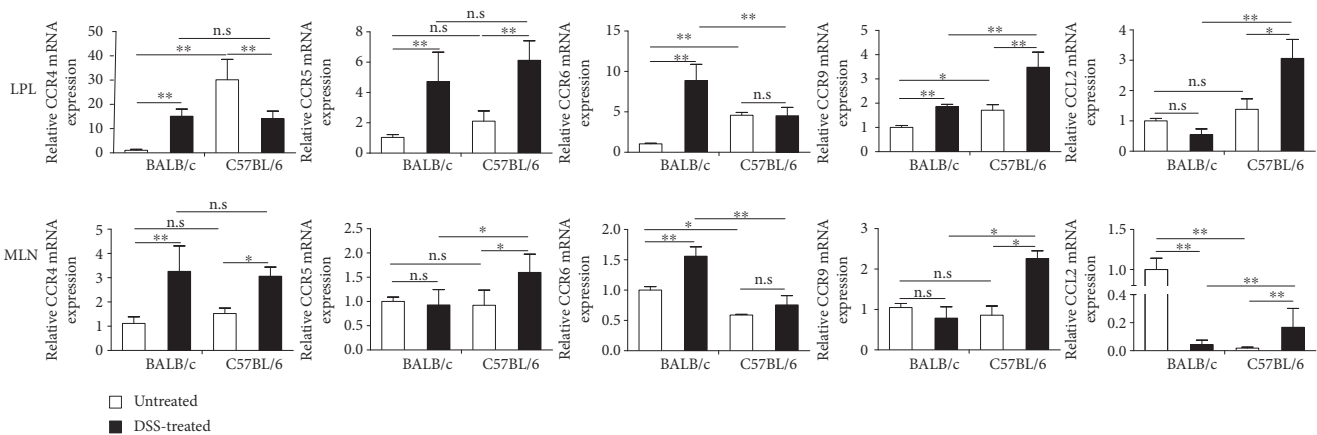 LPL
Relative CCR4 mRNA
expression
50
40
30
20
10
0
n.s
**
**
**
BALB/c
C57BL/6
Relative CCR5 mRNA
expression
8
6
4
2
0
n.s
n.s
**
**
BALB/c
C57BL/6
Relative CCR6 mRNA
expression
15
10
5
0
**
**
**
n.s
BALB/c
C57BL/6
Relative CCR9 mRNA
expression
5
4
3
2
1
0
**
**
*
**
BALB/c
C57BL/6
Relative CCL2 mRNA
expression
4
3
2
1
0
**
*
n.s
n.s
BALB/c
C57BL/6
MLN
Relative CCR4 mRNA
expression
5
4
3
2
1
0
n.s
n.s
**
*
BALB/c
C57BL/6
Relative CCR5 mRNA
expression
2.5
2.0
1.5
1.0
0.5
0.0
*
*
n.s
n.s
BALB/c
C57BL/6
Relative CCR6 mRNA
expression
2.0
1.5
1.0
0.5
0.0
**
*
**
n.s
BALB/c
C57BL/6
Relative CCR9 mRNA
expression
3
2
1
0
*
*
n.s
n.s
BALB/c
C57BL/6
Relative CCL2 mRNA
expression
1.5
1.0
0.4
0.2
0.0
**
**
**
**
BALB/c
C57BL/6
Untreated
DSS-treated